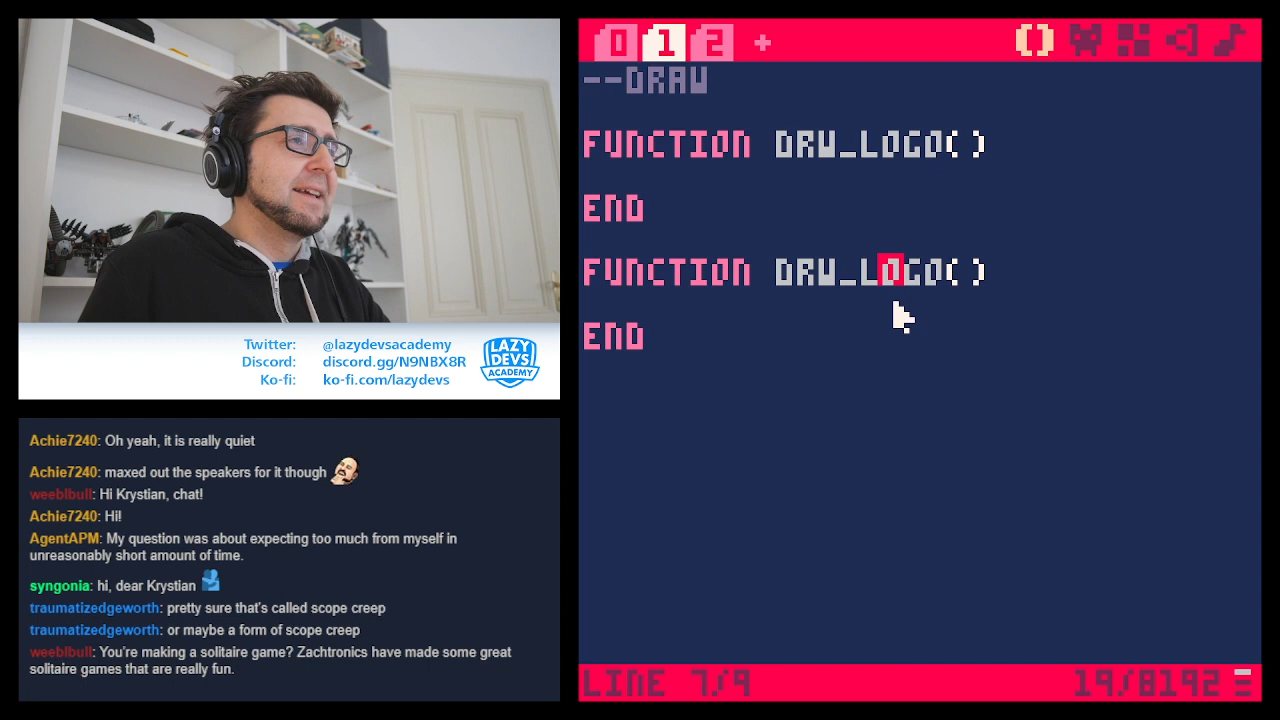 Twitter: @lazydevsacademy
Discord: discord.gg/N9NBX8R
Ko-fi: ko-fi.com/lazydevs
LAZY
DEVS
ACADEMY
Achie7240: Oh yeah, it is really quiet
Achie7240: maxed out the speakers for it though
weeblbull: Hi Krystian, chat!
Achie7240: Hi!
AgentAPM: My question was about expecting too much from myself in
unreasonably short amount of time.
syngonia: hi, dear Krystian
traumatizedgeworth: pretty sure that's called scope creep
traumatizedgeworth: or maybe a form of scope creep
weeblbull: You're making a solitaire game? Zachtronics have made some great
solitaire games that are really fun.
0 1 2 +
--DRAW
FUNCTION DRW_LOGO()
END
FUNCTION DRW_LOGO()
END
LINE 7/9 19/8192